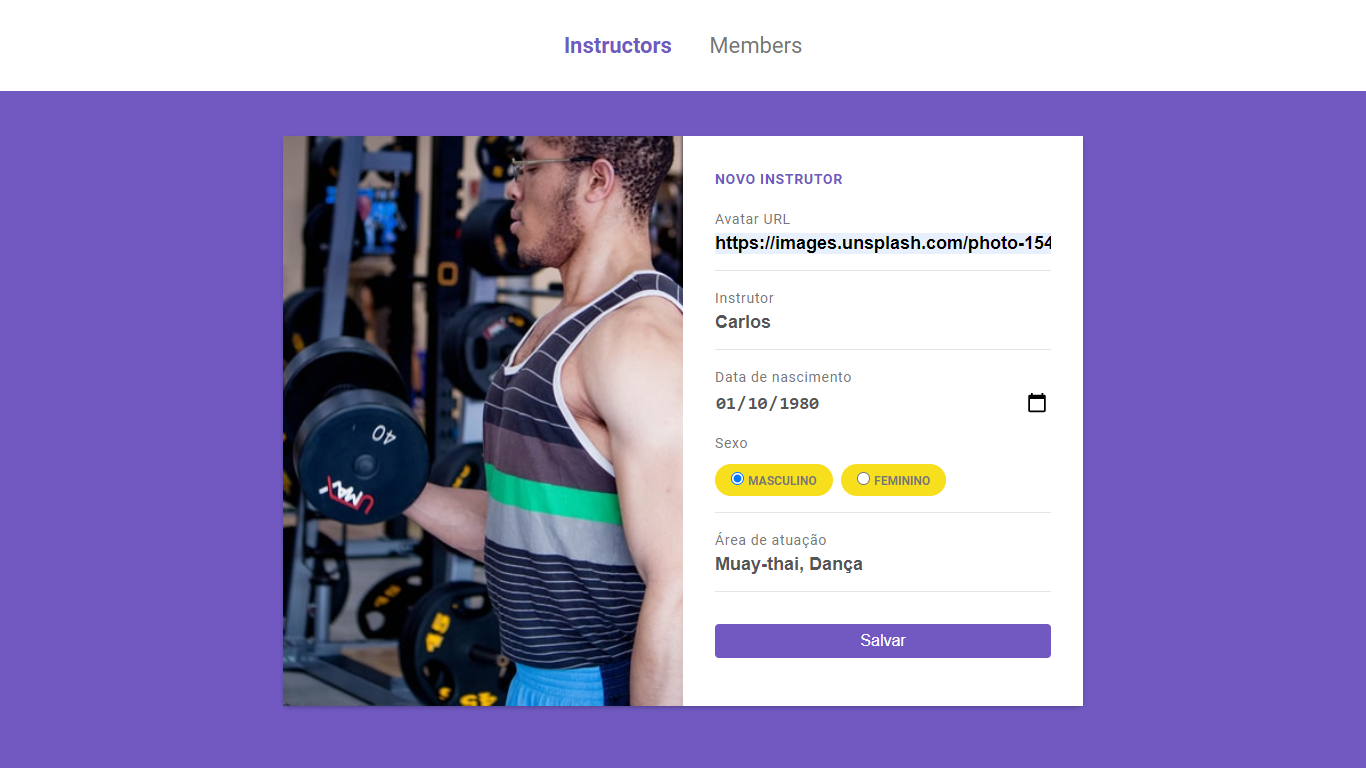 Instructors Members
NOVO INSTRUTOR
Avatar URL
https://images.unsplash.com/photo-154
Instrutor
Carlos
Data de nascimento
01/10/1980
Sexo
MASCULINO FEMININO
Área de atuação
Muay-thai, Dança
Salvar
40
UMAX